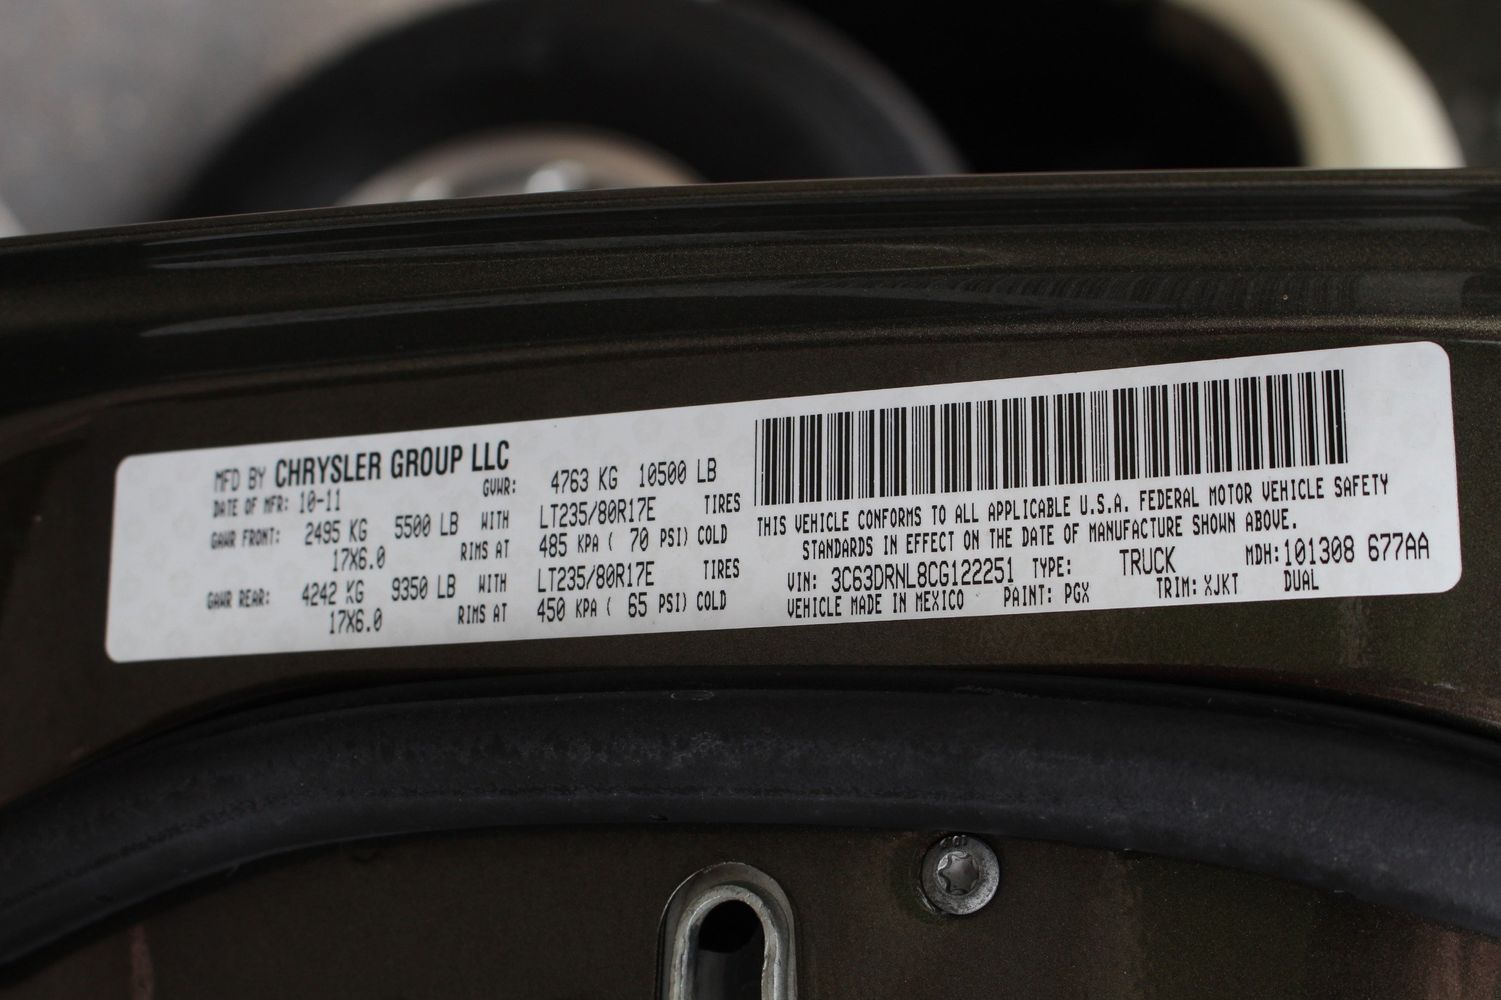 MFD BY CHRYSLER GROUP LLC
DATE OF MFR: 10-11 GVWR: 4763 KG 10500 LB
GAWR FRONT: 2495 KG 5500 LB WITH LT235/80R17E TIRES
17X6.0 RIMS AT 485 KPA ( 70 PSI) COLD
GAWR REAR: 4242 KG 9350 LB WITH LT235/80R17E TIRES
17X6.0 RIMS AT 450 KPA ( 65 PSI) COLD
THIS VEHICLE CONFORMS TO ALL APPLICABLE U.S.A. FEDERAL MOTOR VEHICLE SAFETY
STANDARDS IN EFFECT ON THE DATE OF MANUFACTURE SHOWN ABOVE.
VIN: 3C63DRNL8CG122251 TYPE: TRUCK MDH: 101308 677AA
VEHICLE MADE IN MEXICO PAINT: PGX TRIM: XJKT DUAL